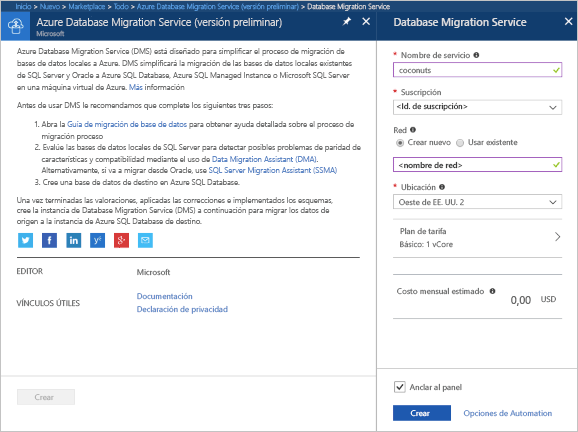 Inicio > Nuevo > Marketplace > Todo > Azure Database Migration Service (versión preliminar) > Database Migration Service
Azure Database Migration Service (versión preliminar)
Microsoft
Azure Database Migration Service (DMS) está diseñado para simplificar el proceso de migración de
bases de datos locales a Azure. DMS simplificará la migración de las bases de datos locales existentes
de SQL Server y Oracle a Azure SQL Database, Azure SQL Managed Instance o Microsoft SQL Server
en una máquina virtual de Azure. Más información
Antes de usar DMS le recomendamos que complete los siguientes tres pasos:
1. Abra la Guía de migración de base de datos para obtener ayuda detallada sobre el proceso de
migración proceso
2. Evalúe las bases de datos locales de SQL Server para detectar posibles problemas de paridad de
características y compatibilidad mediante el uso de Data Migration Assistant (DMA).
Alternativamente, si va a migrar desde Oracle, use SQL Server Migration Assistant (SSMA)
3. Cree una base de datos de destino en Azure SQL Database.
Una vez terminadas las valoraciones, aplicadas las correcciones e implementados los esquemas,
cree la instancia de Database Migration Service (DMS) a continuación para migrar los datos de
origen a la instancia de Azure SQL Database de destino.
EDITOR Microsoft
VÍNCULOS ÚTILES Documentación
Declaración de privacidad
Crear
Database Migration Service
* Nombre de servicio
coconuts
* Suscripción
<Id. de suscripción>
Red
Crear nuevo Usar existente
<nombre de red>
* Ubicación
Oeste de EE. UU. 2
Plan de tarifa
Básico: 1 vCore
Costo mensual estimado
0,00 USD
Anclar al panel
Crear Opciones de Automation